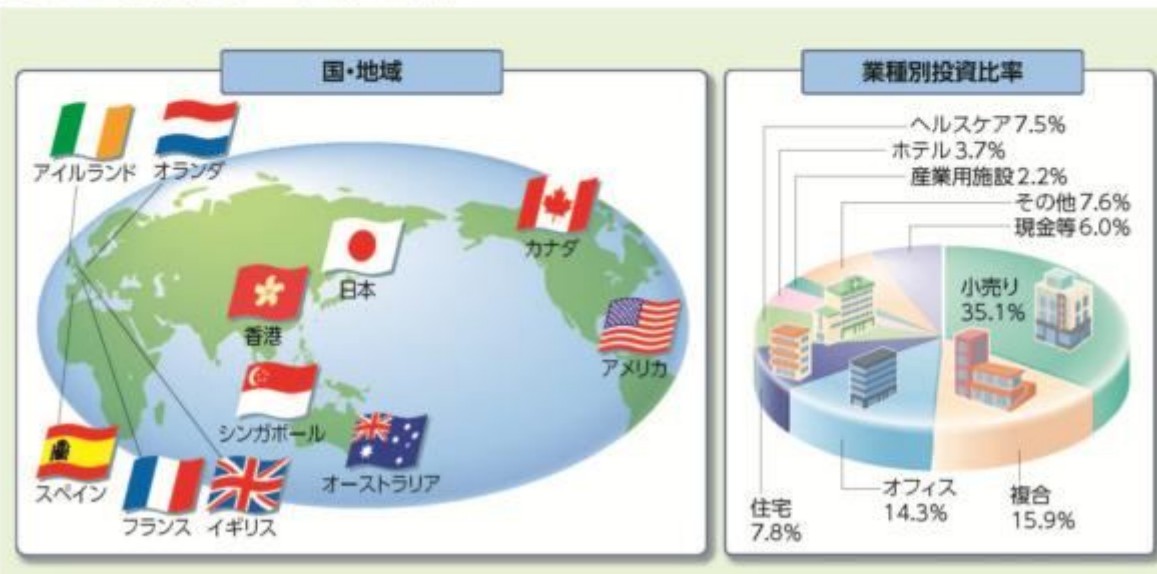 国・地域
アイルランド
オランダ
カナダ
日本
香港
アメリカ
シンガポール
オーストラリア
スペイン
フランス
イギリス
業種別投資比率
ヘルスケア7.5%
ホテル3.7%
産業用施設2.2%
その他7.6%
現金等6.0%
小売り
35.1%
オフィス
14.3%
複合
15.9%
住宅
7.8%